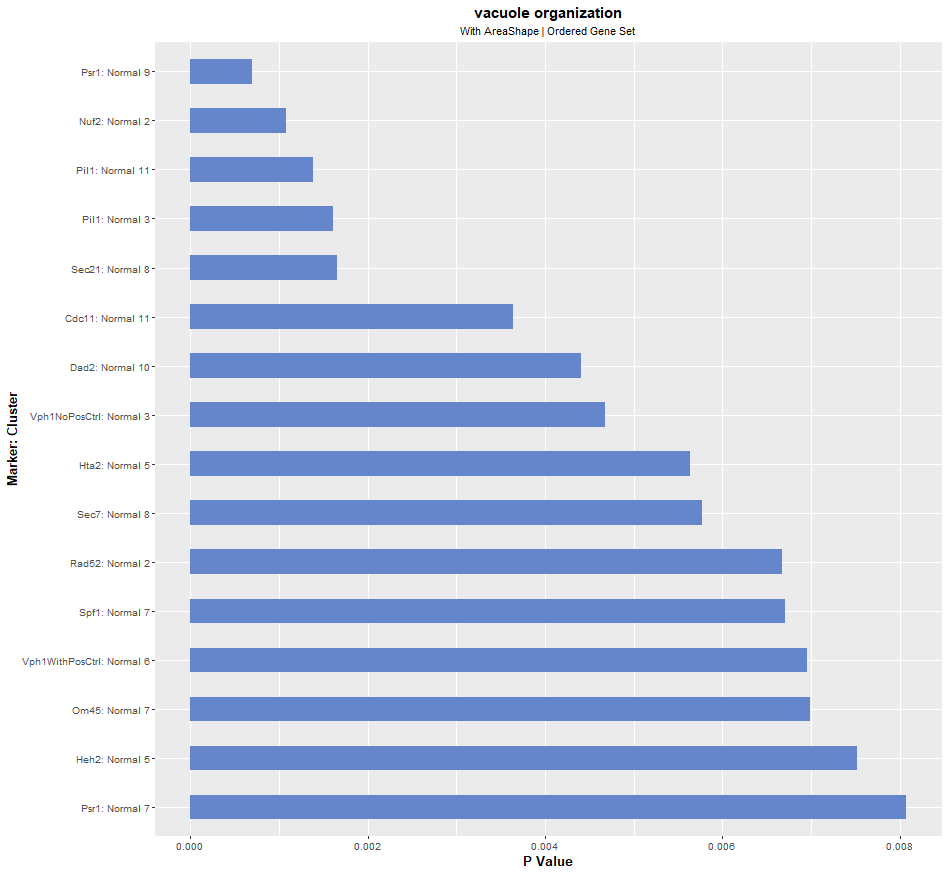 vacuole organization
With AreaShape | Ordered Gene Set
Marker: Cluster
Psr1: Normal 9
Nuf2: Normal 2
Pil1: Normal 11
Pil1: Normal 3
Sec21: Normal 8
Cdc11: Normal 11
Dad2: Normal 10
Vph1NoPosCtrl: Normal 3
Hta2: Normal 5
Sec7: Normal 8
Rad52: Normal 2
Spf1: Normal 7
Vph1WithPosCtrl: Normal 6
Om45: Normal 7
Heh2: Normal 5
Psr1: Normal 7
0.000 0.002 0.004 0.006 0.008
P Value